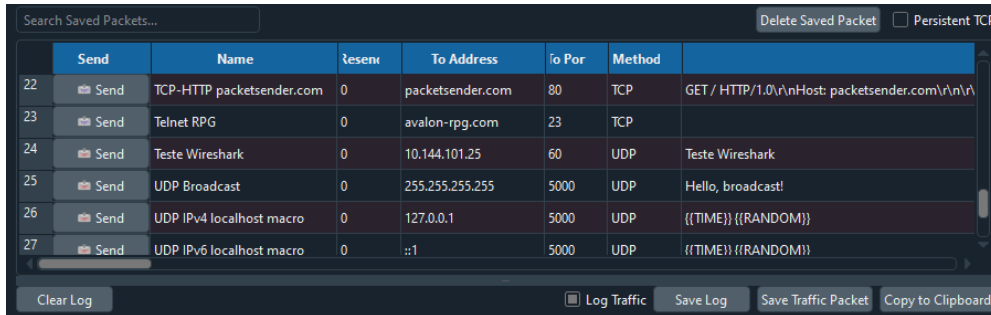 Search Saved Packets... Delete Saved Packet Persistent TCP
Send Name Resend To Address To Por Method
22 Send TCP-HTTP packetsender.com 0 packetsender.com 80 TCP GET / HTTP/1.0\r\nHost: packetsender.com\r\n\r\
23 Send Telnet RPG 0 avalon-rpg.com 23 TCP
24 Send Teste Wireshark 0 10.144.101.25 60 UDP Teste Wireshark
25 Send UDP Broadcast 0 255.255.255.255 5000 UDP Hello, broadcast!
26 Send UDP IPv4 localhost macro 0 127.0.0.1 5000 UDP {{TIME}} {{RANDOM}}
27 Send UDP IPv6 localhost macro 0 ::1 5000 UDP {{TIME}} {{RANDOM}}
Clear Log Log Traffic Save Log Save Traffic Packet Copy to Clipboard